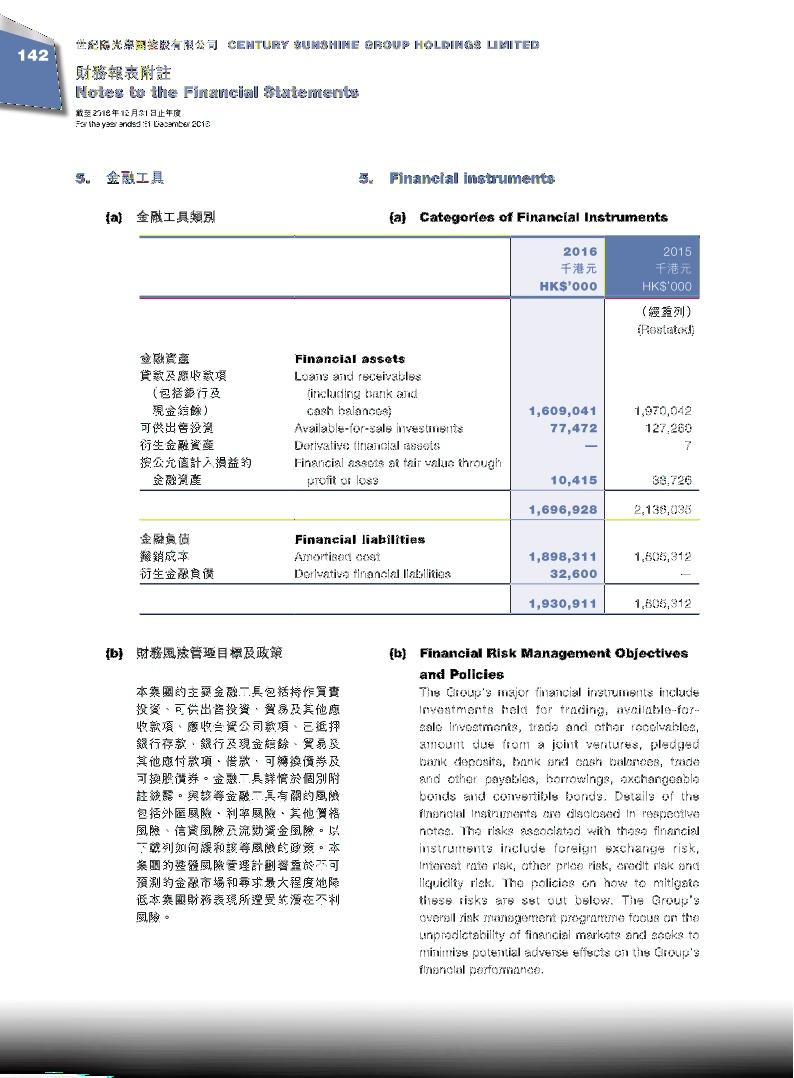 142
世紀陽光集團控股有限公司 CENTURY SUNSHINE GROUP HOLDINGS LIMITED
財務報表附註
Notes to the Financial Statements
截至2016年12月31日止年度
For the year ended 31 December 2016
5. 金融工具
5. Financial instruments
(a) 金融工具類別
(a) Categories of Financial Instruments
2016 2015
千港元 千港元
HK$'000 HK$'000
（經重列）
(Restated)
金融資產 Financial assets
貸款及應收款項 Loans and receivables
（包括銀行及 (including bank and
現金結餘） cash balances) 1,609,041 1,970,042
可供出售投資 Available-for-sale investments 77,472 127,260
衍生金融資產 Derivative financial assets — 7
按公允值計入損益的 Financial assets at fair value through
金融資產 profit or loss 10,415 38,726
1,696,928 2,136,035
金融負債 Financial liabilities
攤銷成本 Amortised cost 1,898,311 1,805,312
衍生金融負債 Derivative financial liabilities 32,600 —
1,930,911 1,805,312
(b) 財務風險管理目標及政策
本集團的主要金融工具包括持作買賣
投資、可供出售投資、貿易及其他應
收款項、應收合資公司款項、已抵押
銀行存款、銀行及現金結餘、貿易及
其他應付款項、借款、可轉換債券及
可換股債券。金融工具詳情於個別附
註披露。與該等金融工具有關的風險
包括外匯風險、利率風險、其他價格
風險、信貸風險及流動資金風險。以
下載列如何緩和該等風險的政策。本
集團的整體風險管理計劃着重於不可
預測的金融市場和尋求最大程度地降
低本集團財務表現所遭受的潛在不利
風險。
(b) Financial Risk Management Objectives
and Policies
The Group's major financial instruments include
investments held for trading, available-for-
sale investments, trade and other receivables,
amount due from a joint ventures, pledged
bank deposits, bank and cash balances, trade
and other payables, borrowings, exchangeable
bonds and convertible bonds. Details of the
financial instruments are disclosed in respective
notes. The risks associated with these financial
instruments include foreign exchange risk,
interest rate risk, other price risk, credit risk and
liquidity risk. The policies on how to mitigate
these risks are set out below. The Group's
overall risk management programme focus on the
unpredictability of financial markets and seeks to
minimise potential adverse effects on the Group's
financial performance.